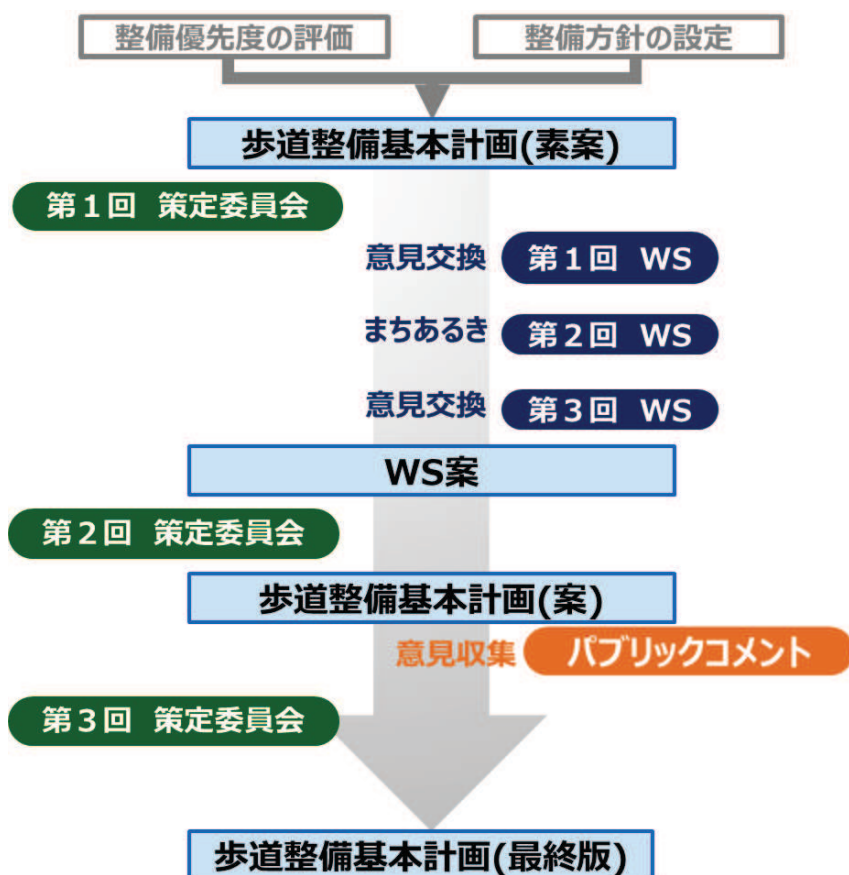 整備優先度の評価
整備方針の設定
歩道整備基本計画(素案)
第１回 策定委員会
意見交換 第１回 WS
まちあるき 第２回 WS
意見交換 第３回 WS
WS案
第２回 策定委員会
歩道整備基本計画(案)
意見収集 パブリックコメント
第３回 策定委員会
歩道整備基本計画(最終版)